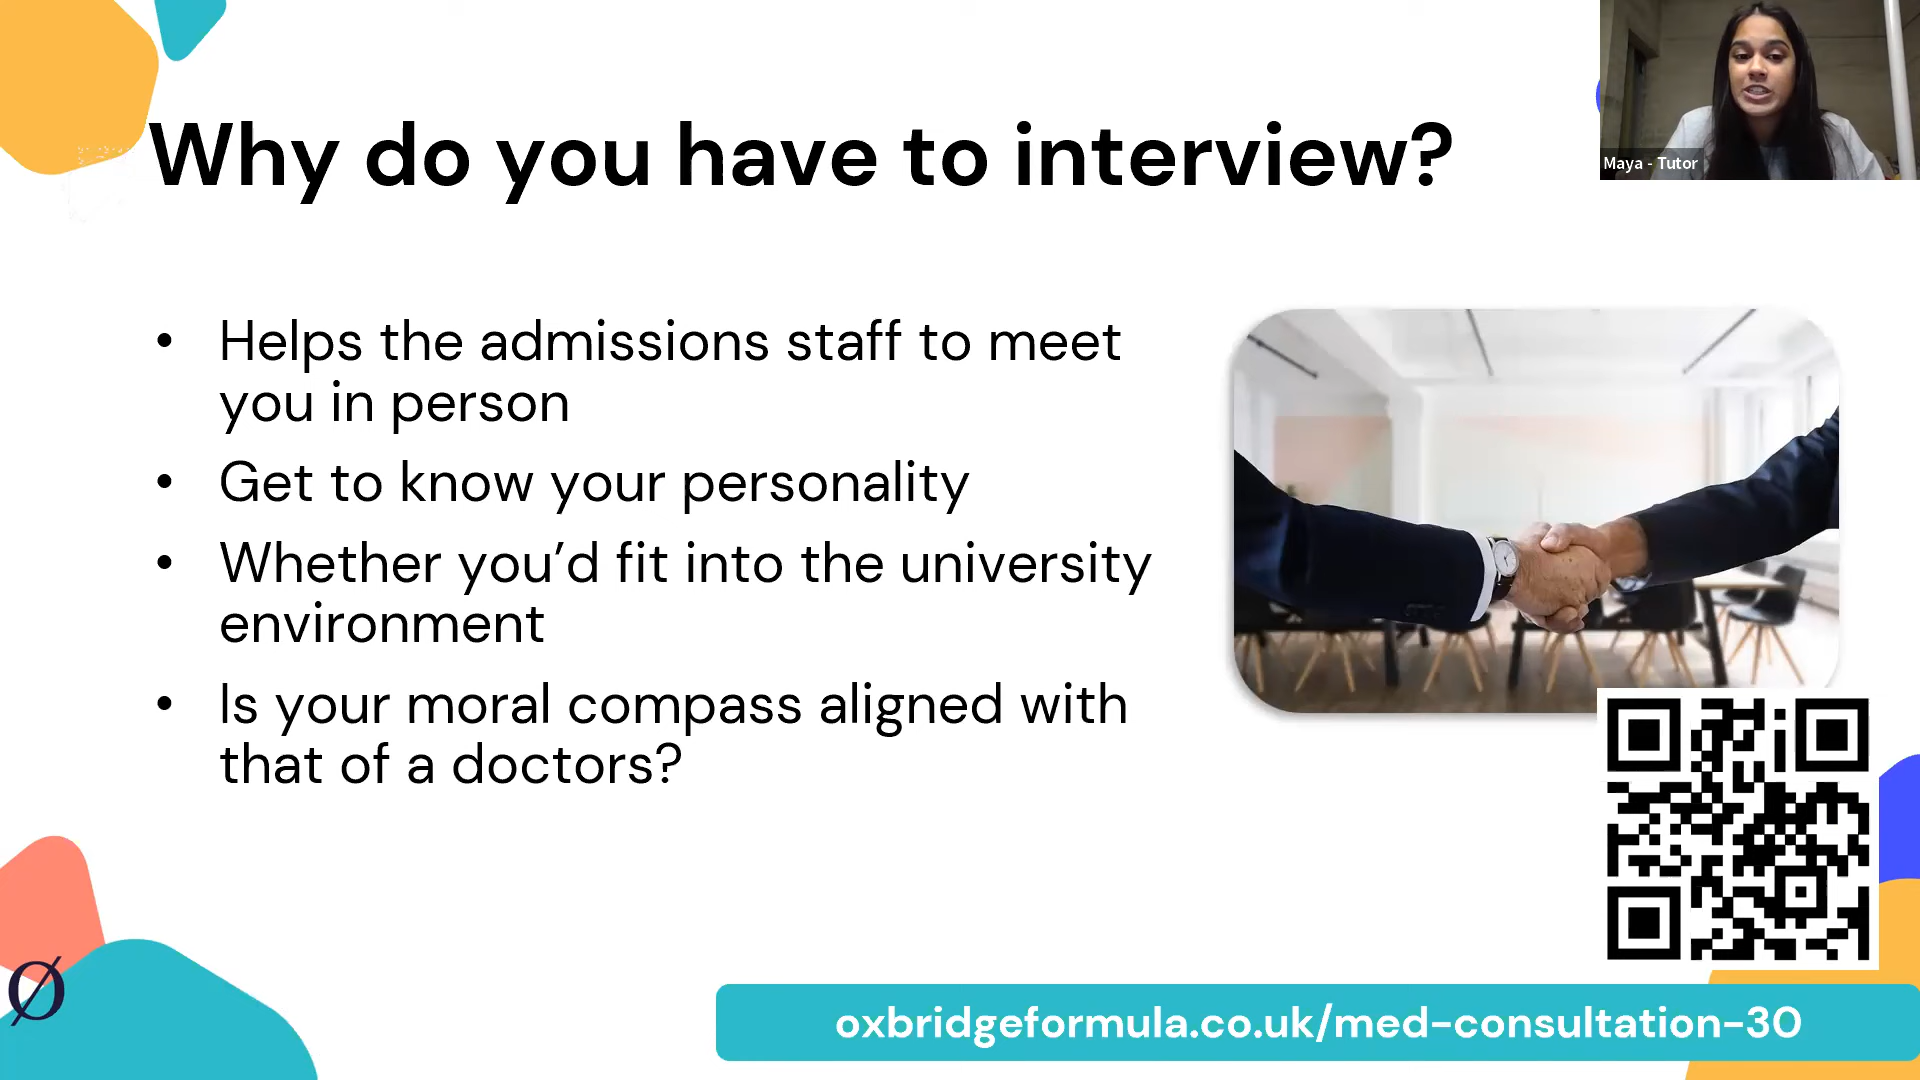 Why do you have to interview?
Maya - Tutor
• Helps the admissions staff to meet
you in person
• Get to know your personality
• Whether you’d fit into the university
environment
• Is your moral compass aligned with
that of a doctors?
Ø
oxbridgeformula.co.uk/med-consultation-30